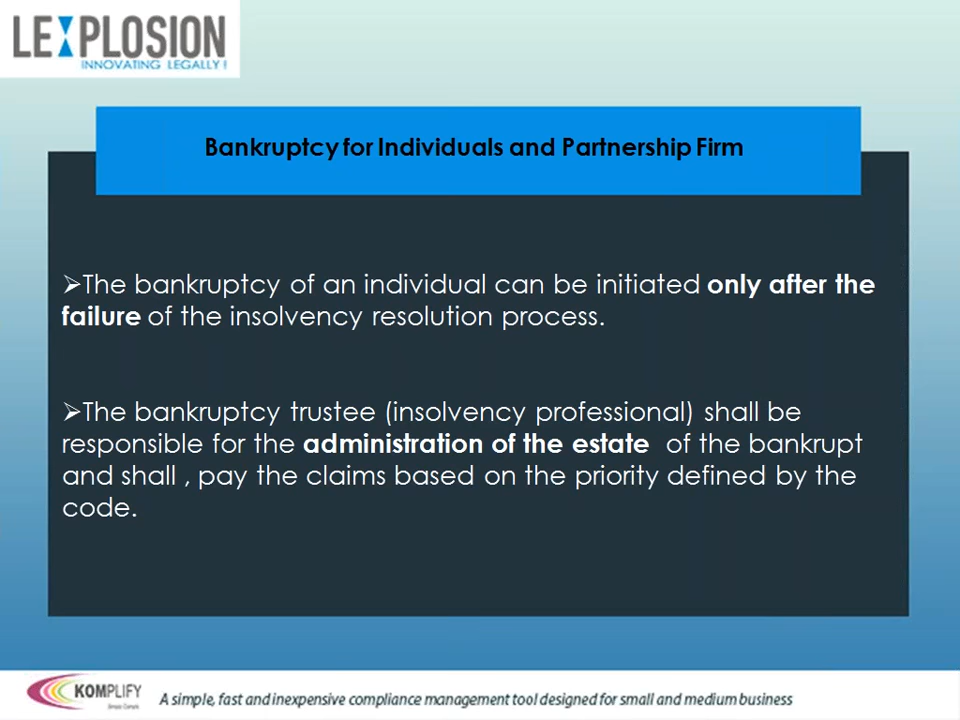 LEXPLOSION
INNOVATING LEGALLY!
Bankruptcy for Individuals and Partnership Firm
➢The bankruptcy of an individual can be initiated only after the
failure of the insolvency resolution process.
➢The bankruptcy trustee (insolvency professional) shall be
responsible for the administration of the estate of the bankrupt
and shall , pay the claims based on the priority defined by the
code.
KOMPLIFY
A simple, fast and inexpensive compliance management tool designed for small and medium business